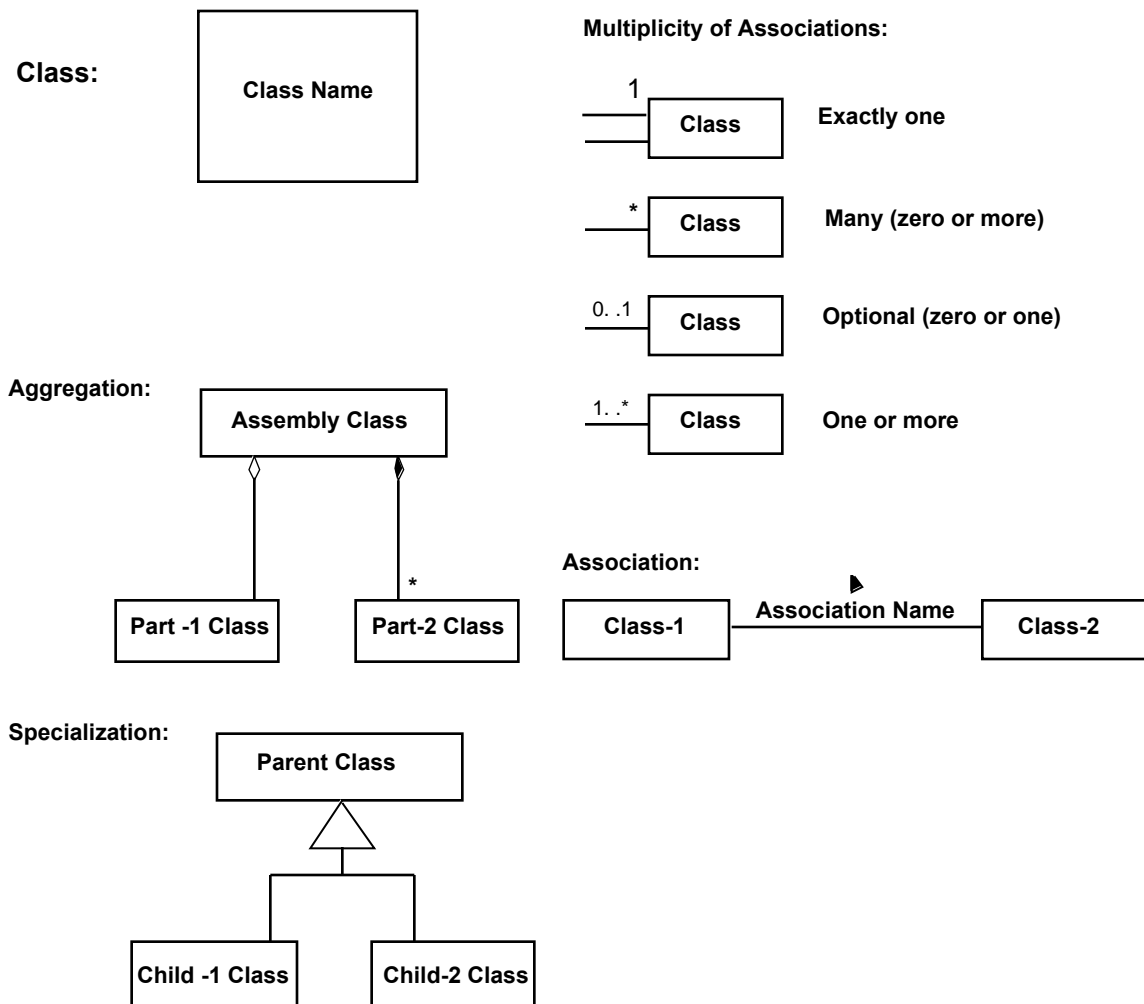 Class:
Class Name
Multiplicity of Associations:
1
Class
Exactly one
*
Class
Many (zero or more)
0. .1
Class
Optional (zero or one)
1. .*
Class
One or more
Aggregation:
Assembly Class
*
Part -1 Class
Part-2 Class
Association:
Class-1
Association Name
Class-2
Specialization:
Parent Class
Child -1 Class
Child-2 Class